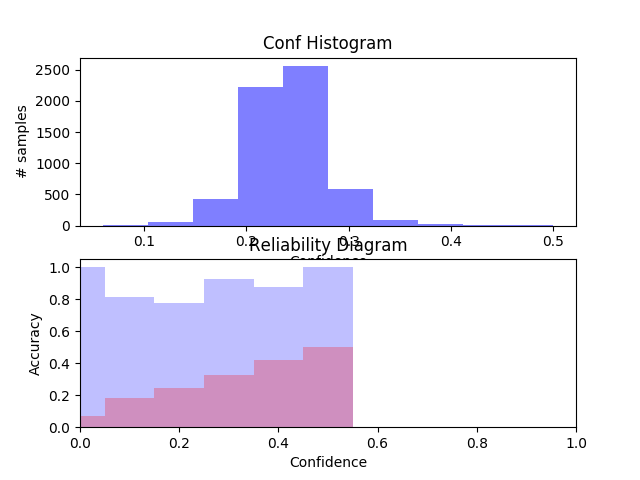 Conf Histogram
# samples
2500
2000
1500
1000
500
0
0.1 0.2 0.3 0.4 0.5
Confidence
Reliability Diagram
Accuracy
1.0
0.8
0.6
0.4
0.2
0.0
0.0 0.2 0.4 0.6 0.8 1.0
Confidence